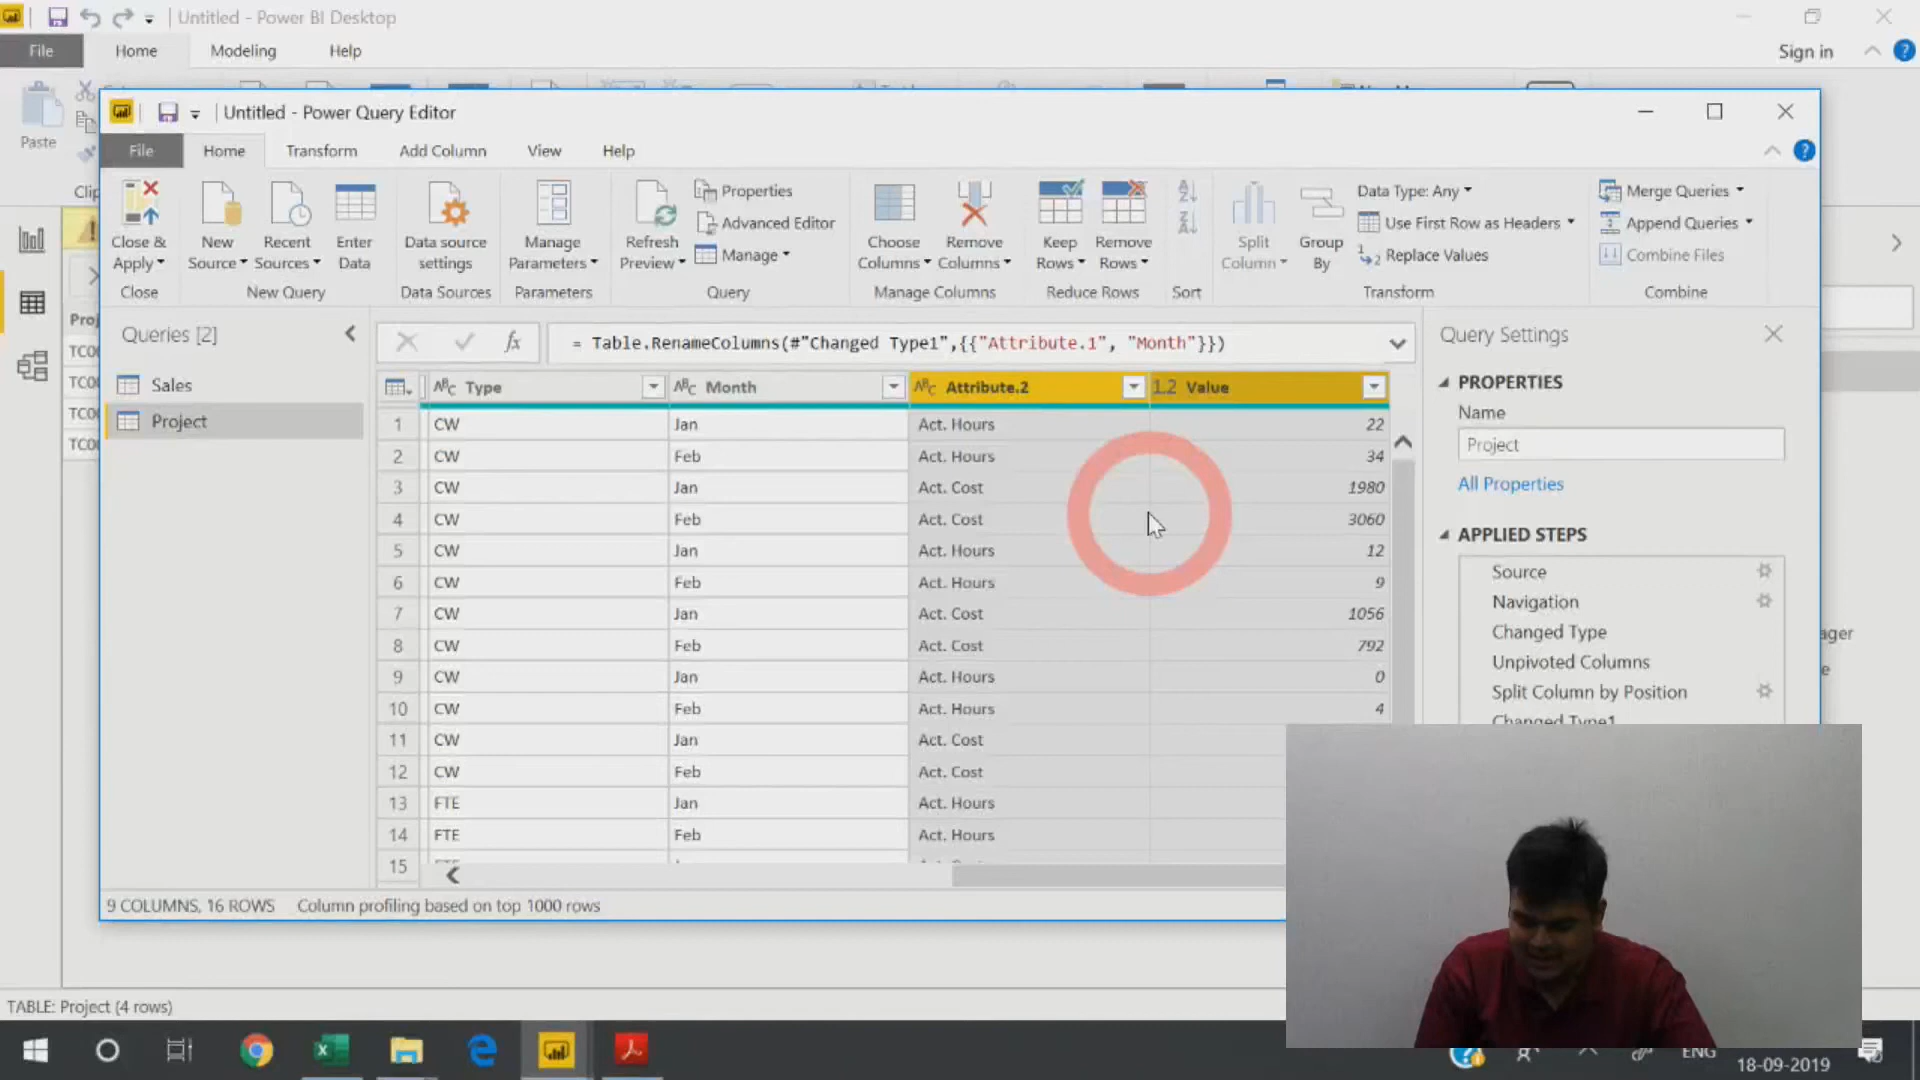 Untitled - Power BI Desktop
File Home Modeling Help Sign in
Paste
Untitled - Power Query Editor
File Home Transform Add Column View Help
Close & Apply
New Source
Recent Sources
Enter Data
Data source settings
Manage Parameters
Refresh Preview
Properties
Advanced Editor
Manage
Choose Columns
Remove Columns
Keep Rows
Remove Rows
Split Column
Group By
Data Type: Any
Use First Row as Headers
Replace Values
Merge Queries
Append Queries
Combine Files
Close New Query Data Sources Parameters Query Manage Columns Reduce Rows Sort Transform Combine
Queries [2]
Sales
Project
= Table.RenameColumns(#"Changed Type1",{{"Attribute.1", "Month"}})
Type Month Attribute.2 1.2 Value
1 CW Jan Act. Hours 22
2 CW Feb Act. Hours 34
3 CW Jan Act. Cost 1980
4 CW Feb Act. Cost 3060
5 CW Jan Act. Hours 12
6 CW Feb Act. Hours 9
7 CW Jan Act. Cost 1056
8 CW Feb Act. Cost 792
9 CW Jan Act. Hours 0
10 CW Feb Act. Hours 4
11 CW Jan Act. Cost
12 CW Feb Act. Cost
13 FTE Jan Act. Hours
14 FTE Feb Act. Hours
15
Query Settings
PROPERTIES
Name
Project
All Properties
APPLIED STEPS
Source
Navigation
Changed Type
Unpivoted Columns
Split Column by Position
Changed Type1
9 COLUMNS, 16 ROWS Column profiling based on top 1000 rows
TABLE: Project (4 rows)
ENG
18-09-2019